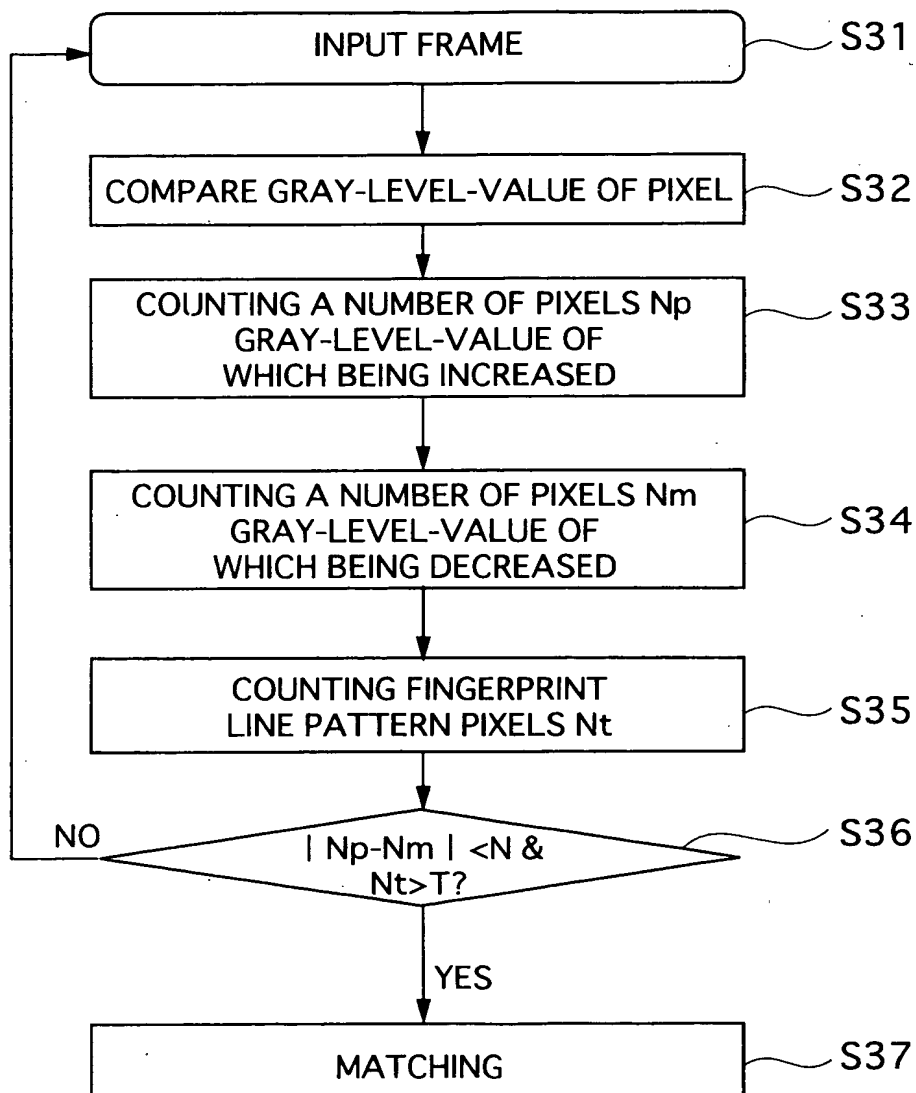 INPUT FRAME
S31
COMPARE GRAY-LEVEL-VALUE OF PIXEL
S32
COUNTING A NUMBER OF PIXELS Np
GRAY-LEVEL-VALUE OF
WHICH BEING INCREASED
S33
COUNTING A NUMBER OF PIXELS Nm
GRAY-LEVEL-VALUE OF
WHICH BEING DECREASED
S34
COUNTING FINGERPRINT
LINE PATTERN PIXELS Nt
S35
NO
| Np-Nm | <N &
Nt>T?
S36
YES
MATCHING
S37